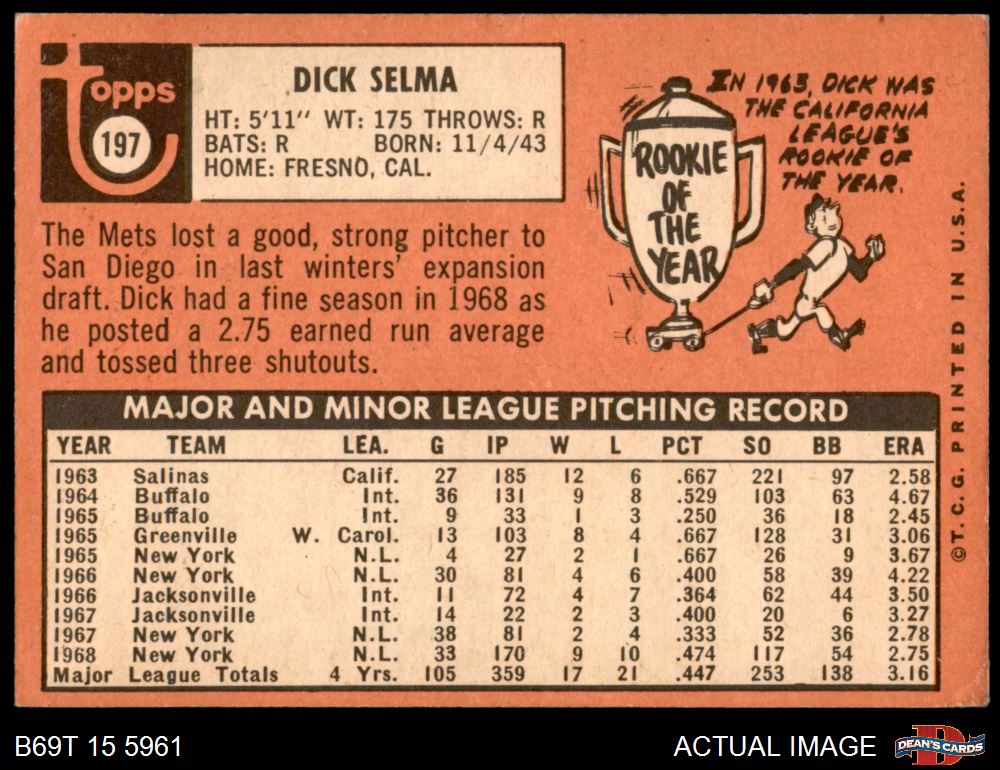 topps
197
DICK SELMA
HT: 5'11" WT: 175 THROWS: R
BATS: R BORN: 11/4/43
HOME: FRESNO, CAL.
The Mets lost a good, strong pitcher to
San Diego in last winters' expansion
draft. Dick had a fine season in 1968 as
he posted a 2.75 earned run average
and tossed three shutouts.
IN 1963, DICK WAS
THE CALIFORNIA
LEAGUE'S
ROOKIE OF
THE YEAR.
ROOKIE
OF
THE
YEAR
MAJOR AND MINOR LEAGUE PITCHING RECORD
YEAR TEAM LEA. G IP W L PCT SO BB ERA
1963 Salinas Calif. 27 185 12 6 .667 221 97 2.58
1964 Buffalo Int. 36 131 9 8 .529 103 63 4.67
1965 Buffalo Int. 9 33 1 3 .250 36 18 2.45
1965 Greenville W. Carol. 13 103 8 4 .667 128 31 3.06
1965 New York N.L. 4 27 2 1 .667 26 9 3.67
1966 New York N.L. 30 81 4 6 .400 58 39 4.22
1966 Jacksonville Int. 11 72 4 7 .364 62 44 3.50
1967 Jacksonville Int. 14 22 2 3 .400 20 6 3.27
1967 New York N.L. 38 81 2 4 .333 52 36 2.78
1968 New York N.L. 33 170 9 10 .474 117 54 2.75
Major League Totals 4 Yrs. 105 359 17 21 .447 253 138 3.16
©T. C. G. PRINTED IN U.S.A.
B69T 15 5961
ACTUAL IMAGE
DEAN'S CARDS